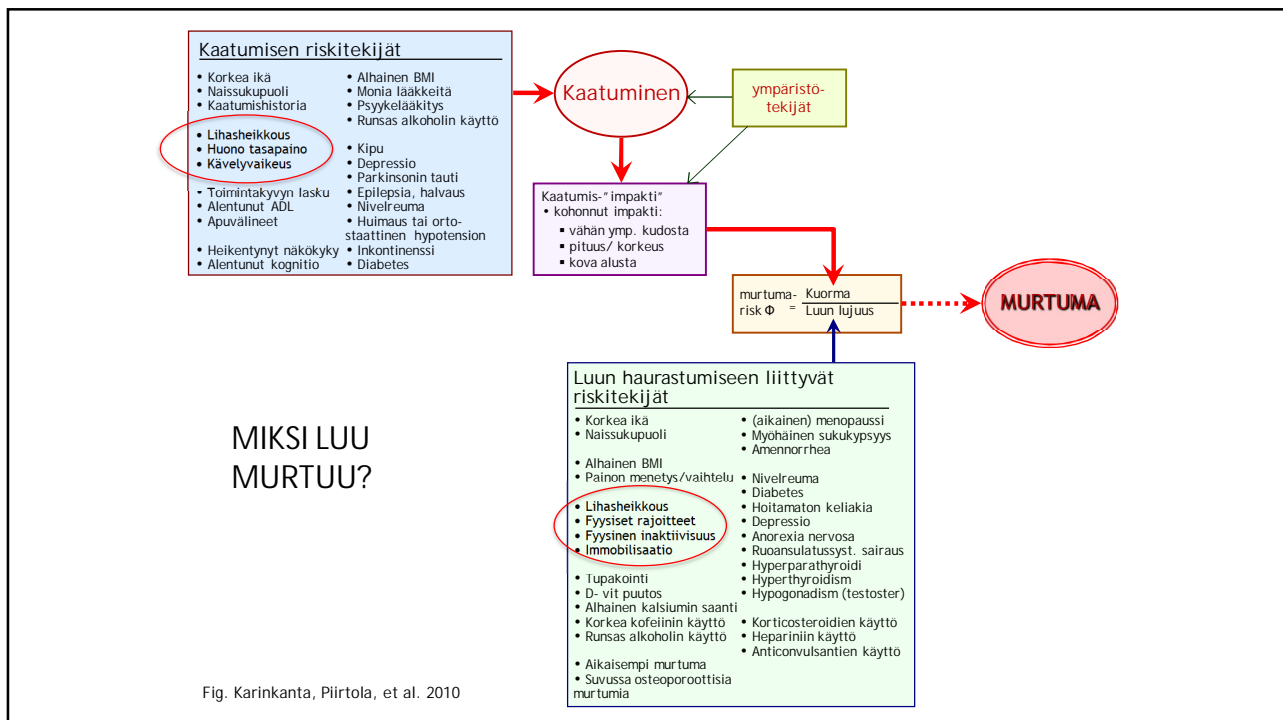 Kaatumisen riskitekijät
• Korkea ikä
• Naissukupuoli
• Kaatumishistoria
• Lihasheikkous
• Huono tasapaino
• Kävelyvaikeus
• Toimintakyvyn lasku
• Alentunut ADL
• Apuvälineet
• Heikentynyt näkökyky
• Alentunut kognitio
• Alhainen BMI
• Monia lääkkeitä
• Psyykelääkitys
• Runsas alkoholin käyttö
• Kipu
• Depressio
• Parkinsonin tauti
• Epilepsia, halvaus
• Nivelreuma
• Huimaus tai orto-
staattinen hypotension
• Inkontinenssi
• Diabetes
Kaatuminen
ympäristö-
tekijät
Kaatumis-"impakti"
• kohonnut impakti:
▪ vähän ymp. kudosta
▪ pituus/ korkeus
▪ kova alusta
murtuma-
risk Φ = Kuorma
Luun lujuus
MURTUMA
MIKSI LUU
MURTUU?
Luun haurastumiseen liittyvät
riskitekijät
• Korkea ikä
• Naissukupuoli
• Alhainen BMI
• Painon menetys/vaihtelu
• Lihasheikkous
• Fyysiset rajoitteet
• Fyysinen inaktiivisuus
• Immobilisaatio
• Tupakointi
• D- vit puutos
• Alhainen kalsiumin saanti
• Korkea kofeiinin käyttö
• Runsas alkoholin käyttö
• Aikaisempi murtuma
• Suvussa osteoporoottisia
murtumia
• (aikainen) menopaussi
• Myöhäinen sukukypsyys
• Amennorrhea
• Nivelreuma
• Diabetes
• Hoitamaton keliakia
• Depressio
• Anorexia nervosa
• Ruoansulatussyst. sairaus
• Hyperparathyroidi
• Hyperthyroidism
• Hypogonadism (testoster)
• Korticosteroidien käyttö
• Hepariniin käyttö
• Anticonvulsantien käyttö
Fig. Karinkanta, Piirtola, et al. 2010